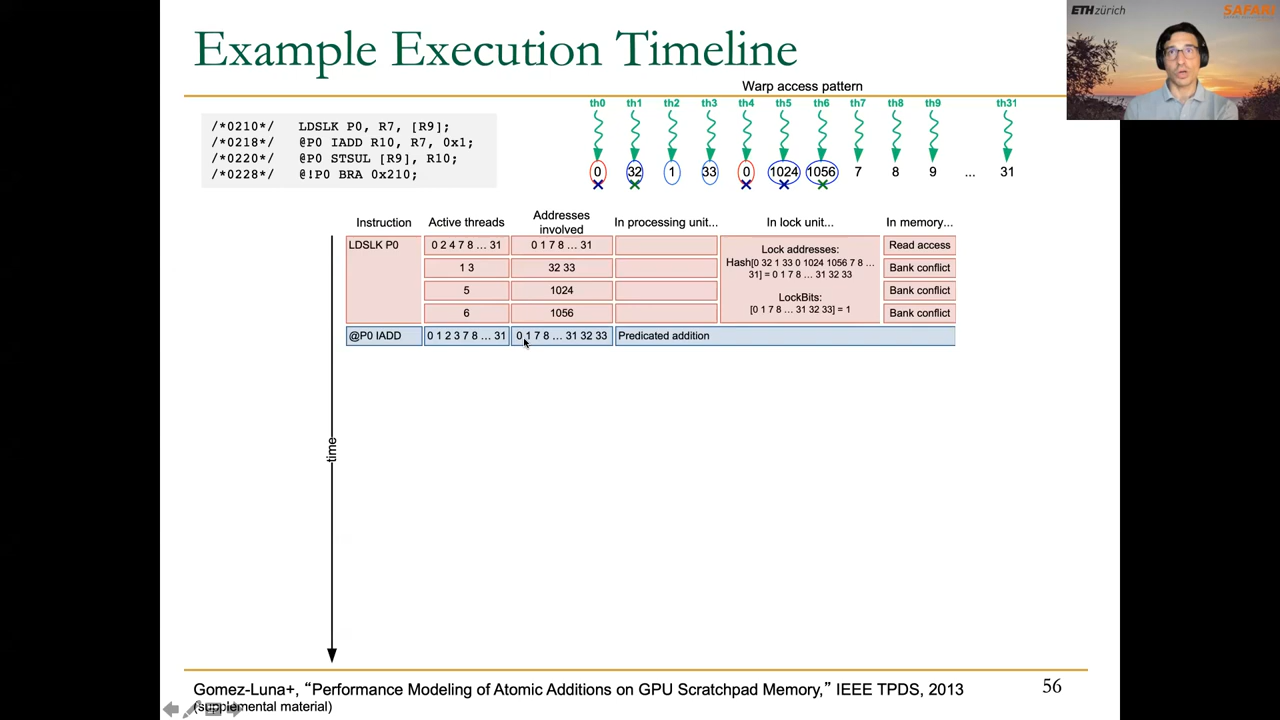 ETH zürich
SAFARI
Example Execution Timeline
Warp access pattern
th0 th1 th2 th3 th4 th5 th6 th7 th8 th9 th31
0 32 1 33 0 1024 1056 7 8 9 ... 31
/*0210*/ LDSLK P0, R7, [R9];
/*0218*/ @P0 IADD R10, R7, 0x1;
/*0220*/ @P0 STSUL [R9], R10;
/*0228*/ @!P0 BRA 0x210;
Instruction Active threads Addresses involved In processing unit... In lock unit... In memory...
LDSLK P0 0 2 4 7 8 ... 31 0 1 7 8 ... 31 Read access
1 3 32 33 Bank conflict
5 1024 Bank conflict
6 1056 Bank conflict
Lock addresses:
Hash[0 32 1 33 0 1024 1056 7 8 ...
31] = 0 1 7 8 ... 31 32 33
LockBits:
[0 1 7 8 ... 31 32 33] = 1
@P0 IADD 0 1 2 3 7 8 ... 31 0 1 7 8 ... 31 32 33 Predicated addition
time
Gomez-Luna+, “Performance Modeling of Atomic Additions on GPU Scratchpad Memory,” IEEE TPDS, 2013
(supplemental material)
56